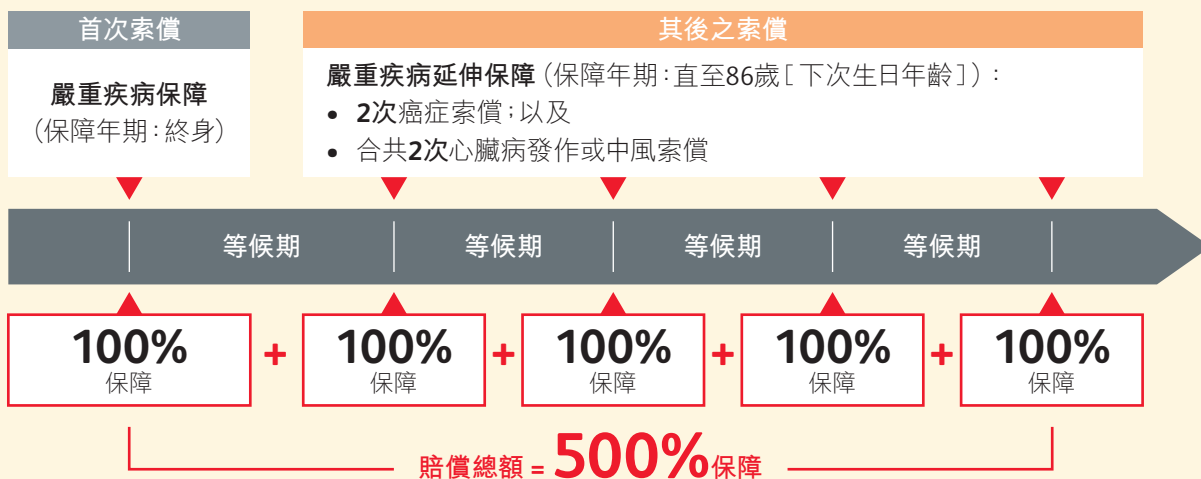 首次索償
嚴重疾病保障
(保障年期:終身)
其後之索償
嚴重疾病延伸保障(保障年期:直至86歲[下次生日年齡]):
• 2次癌症索償;以及
• 合共2次心臟病發作或中風索償
等候期 等候期 等候期 等候期
100% + 100% + 100% + 100% + 100%
保障 保障 保障 保障 保障
賠償總額 = 500%保障